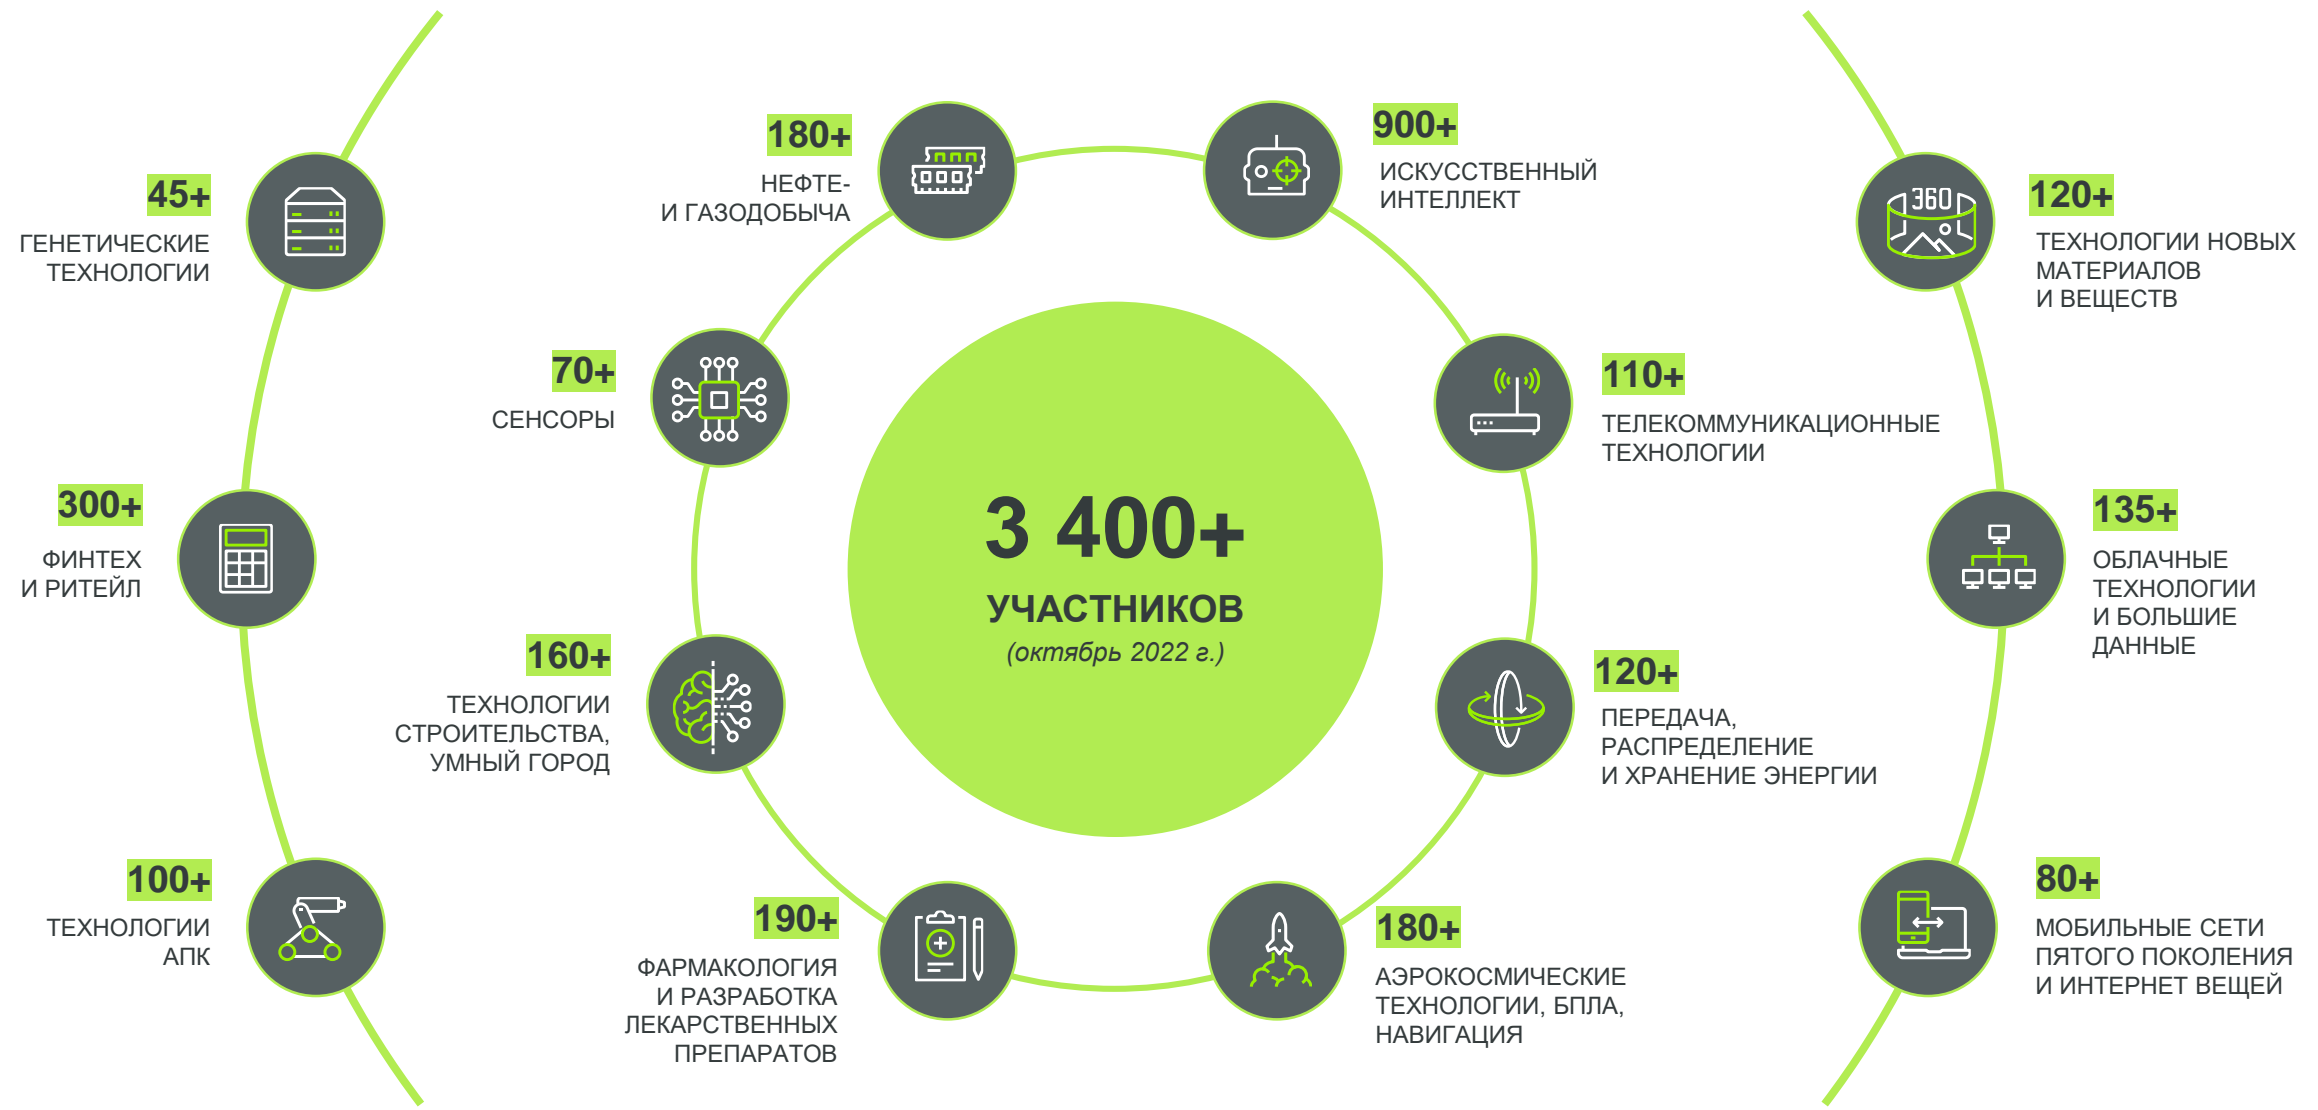 45+
ГЕНЕТИЧЕСКИЕ
ТЕХНОЛОГИИ
300+
ФИНТЕХ
И РИТЕЙЛ
100+
ТЕХНОЛОГИИ
АПК
180+
НЕФТЕ-
И ГАЗОДОБЫЧА
70+
СЕНСОРЫ
160+
ТЕХНОЛОГИИ
СТРОИТЕЛЬСТВА,
УМНЫЙ ГОРОД
190+
ФАРМАКОЛОГИЯ
И РАЗРАБОТКА
ЛЕКАРСТВЕННЫХ
ПРЕПАРАТОВ
3 400+
УЧАСТНИКОВ
(октябрь 2022 г.)
900+
ИСКУССТВЕННЫЙ
ИНТЕЛЛЕКТ
110+
ТЕЛЕКОММУНИКАЦИОННЫЕ
ТЕХНОЛОГИИ
120+
ПЕРЕДАЧА,
РАСПРЕДЕЛЕНИЕ
И ХРАНЕНИЕ ЭНЕРГИИ
180+
АЭРОКОСМИЧЕСКИЕ
ТЕХНОЛОГИИ, БПЛА,
НАВИГАЦИЯ
360
120+
ТЕХНОЛОГИИ НОВЫХ
МАТЕРИАЛОВ
И ВЕЩЕСТВ
135+
ОБЛАЧНЫЕ
ТЕХНОЛОГИИ
И БОЛЬШИЕ
ДАННЫЕ
80+
МОБИЛЬНЫЕ СЕТИ
ПЯТОГО ПОКОЛЕНИЯ
И ИНТЕРНЕТ ВЕЩЕЙ